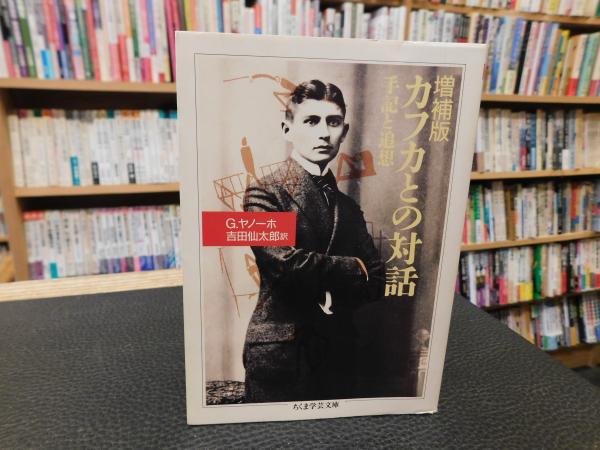 増補版
カフカとの対話
手記と追想
G.ヤノーホ
吉田仙太郎訳
ちくま学芸文庫